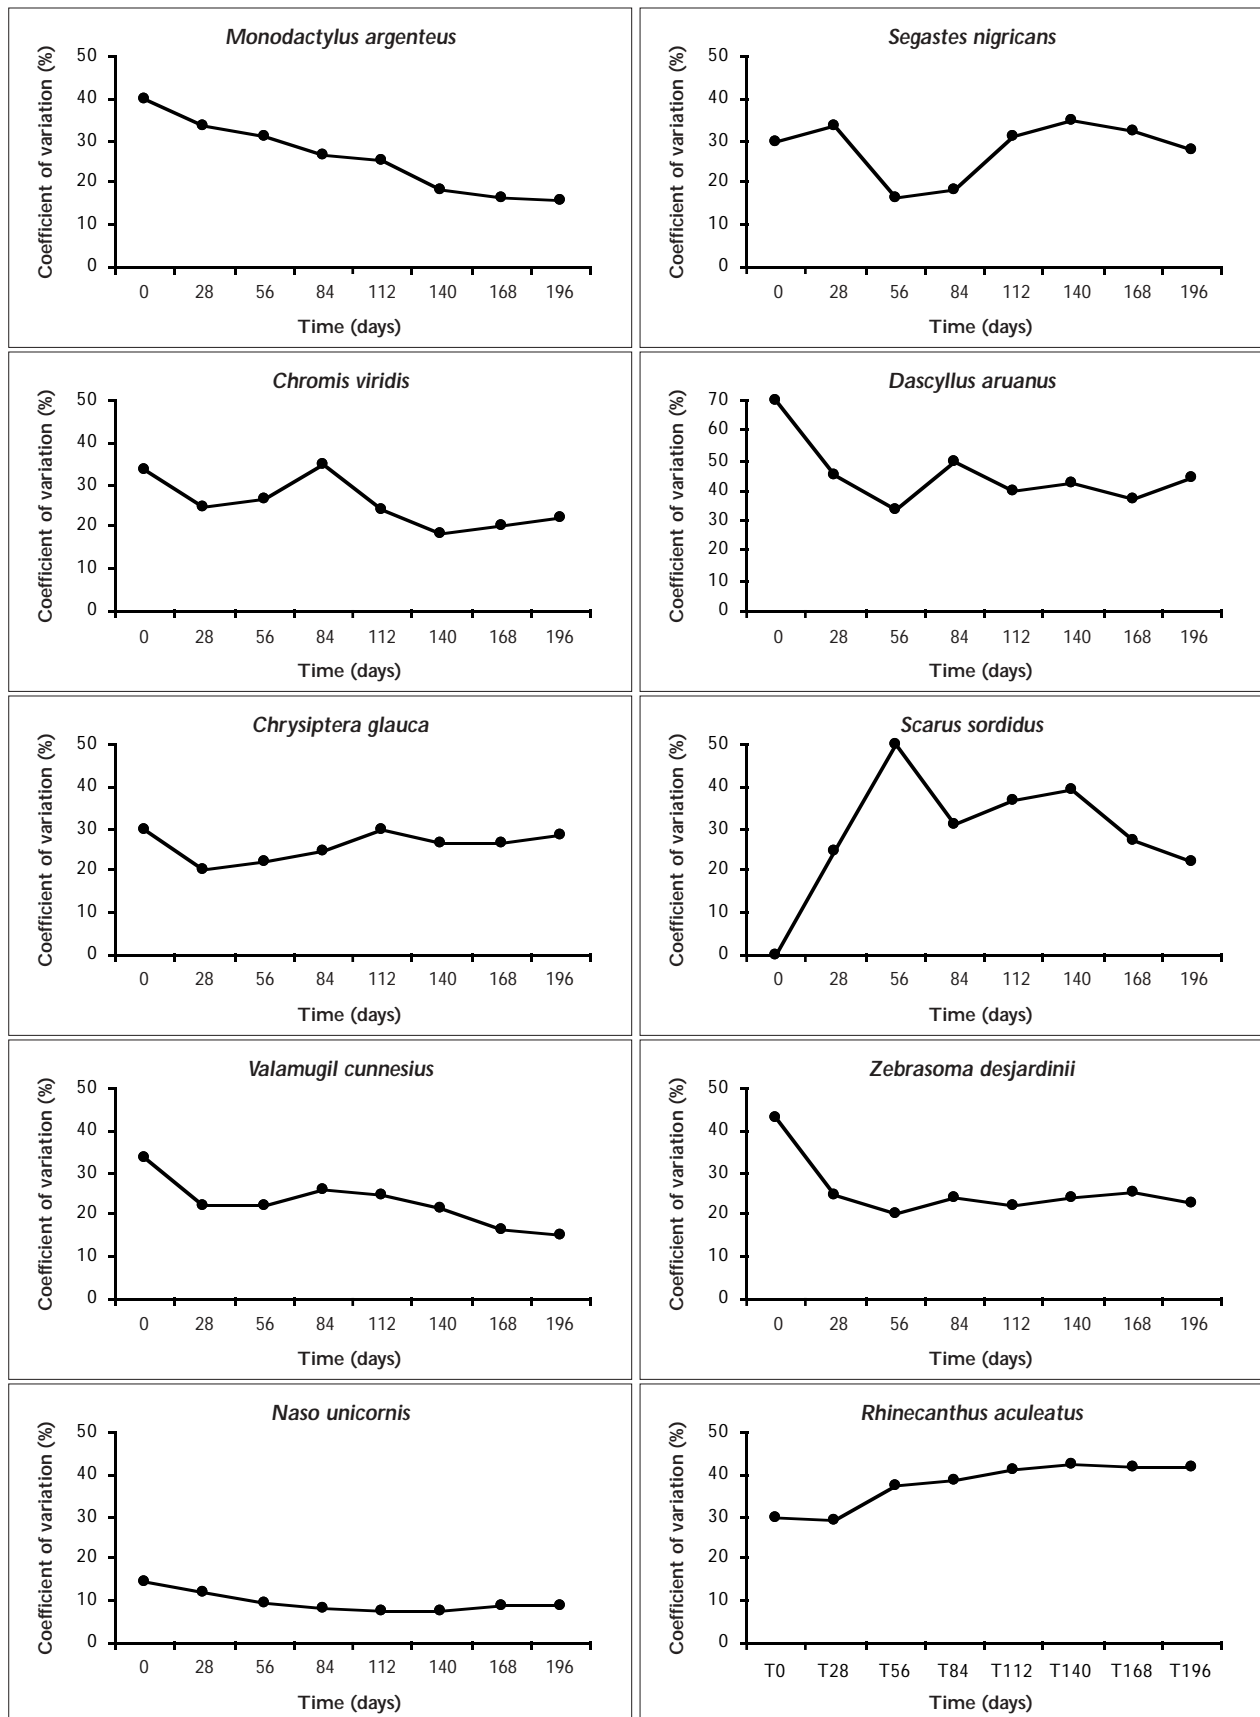 Monodactylus argenteus
Coefficient of variation (%)
50
40
30
20
10
0
0 28 56 84 112 140 168 196
Time (days)
Segastes nigricans
Coefficient of variation (%)
50
40
30
20
10
0
0 28 56 84 112 140 168 196
Time (days)
Chromis viridis
Coefficient of variation (%)
50
40
30
20
10
0
0 28 56 84 112 140 168 196
Time (days)
Dascyllus aruanus
Coefficient of variation (%)
70
60
50
40
30
20
10
0
0 28 56 84 112 140 168 196
Time (days)
Chrysiptera glauca
Coefficient of variation (%)
50
40
30
20
10
0
0 28 56 84 112 140 168 196
Time (days)
Scarus sordidus
Coefficient of variation (%)
50
40
30
20
10
0
0 28 56 84 112 140 168 196
Time (days)
Valamugil cunnesius
Coefficient of variation (%)
50
40
30
20
10
0
0 28 56 84 112 140 168 196
Time (days)
Zebrasoma desjardinii
Coefficient of variation (%)
50
40
30
20
10
0
0 28 56 84 112 140 168 196
Time (days)
Naso unicornis
Coefficient of variation (%)
50
40
30
20
10
0
0 28 56 84 112 140 168 196
Time (days)
Rhinecanthus aculeatus
Coefficient of variation (%)
50
40
30
20
10
0
T0 T28 T56 T84 T112 T140 T168 T196
Time (days)